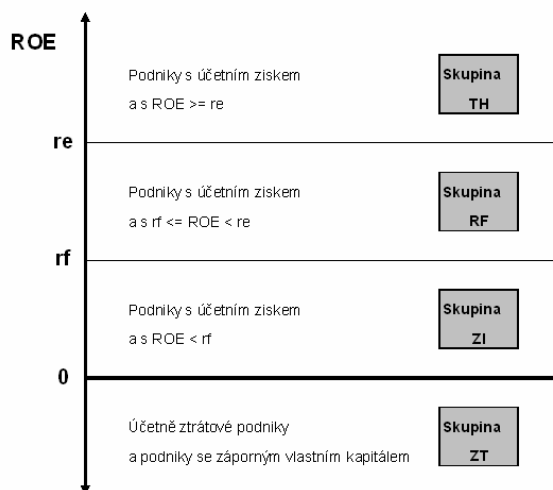 ROE
Podniky s účetním ziskem
a s ROE >= re
Skupina
TH
re
Podniky s účetním ziskem
a s rf <= ROE < re
Skupina
RF
rf
Podniky s účetním ziskem
a s ROE < rf
Skupina
ZI
0
Účetně ztrátové podniky
a podniky se záporným vlastním kapitálem
Skupina
ZT